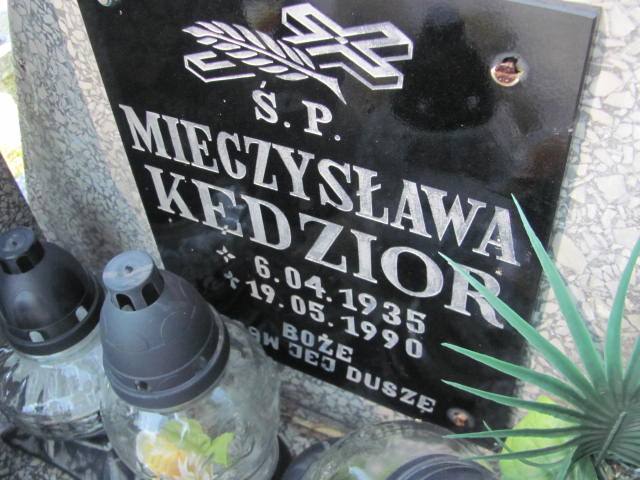 Ś. P.
MIECZYSŁAWA
KĘDZIOR
6.04.1935
19.05.1990
BOŻE
JEJ DUSZĘ